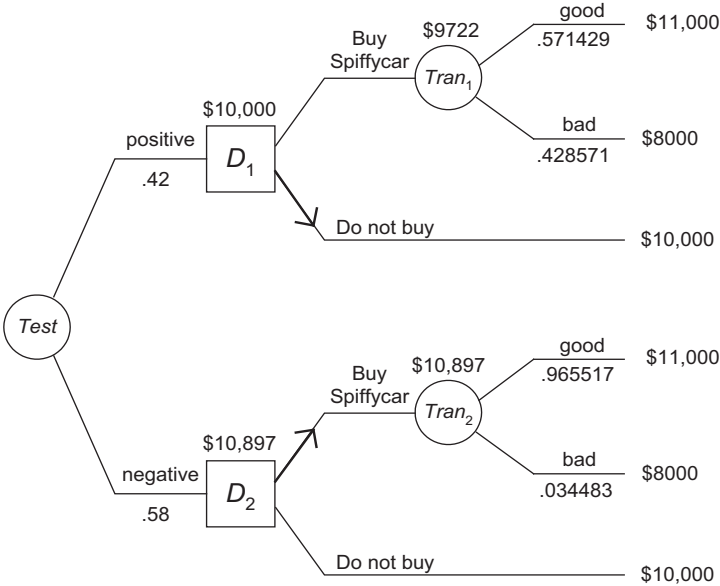 good
$11,000
.571429
Buy
Spiffycar
$9722
Tran1
bad
$8000
.428571
$10,000
positive
.42
D1
Do not buy
$10,000
Test
good
$11,000
.965517
Buy
Spiffycar
$10,897
Tran2
bad
$8000
.034483
$10,897
negative
.58
D2
Do not buy
$10,000